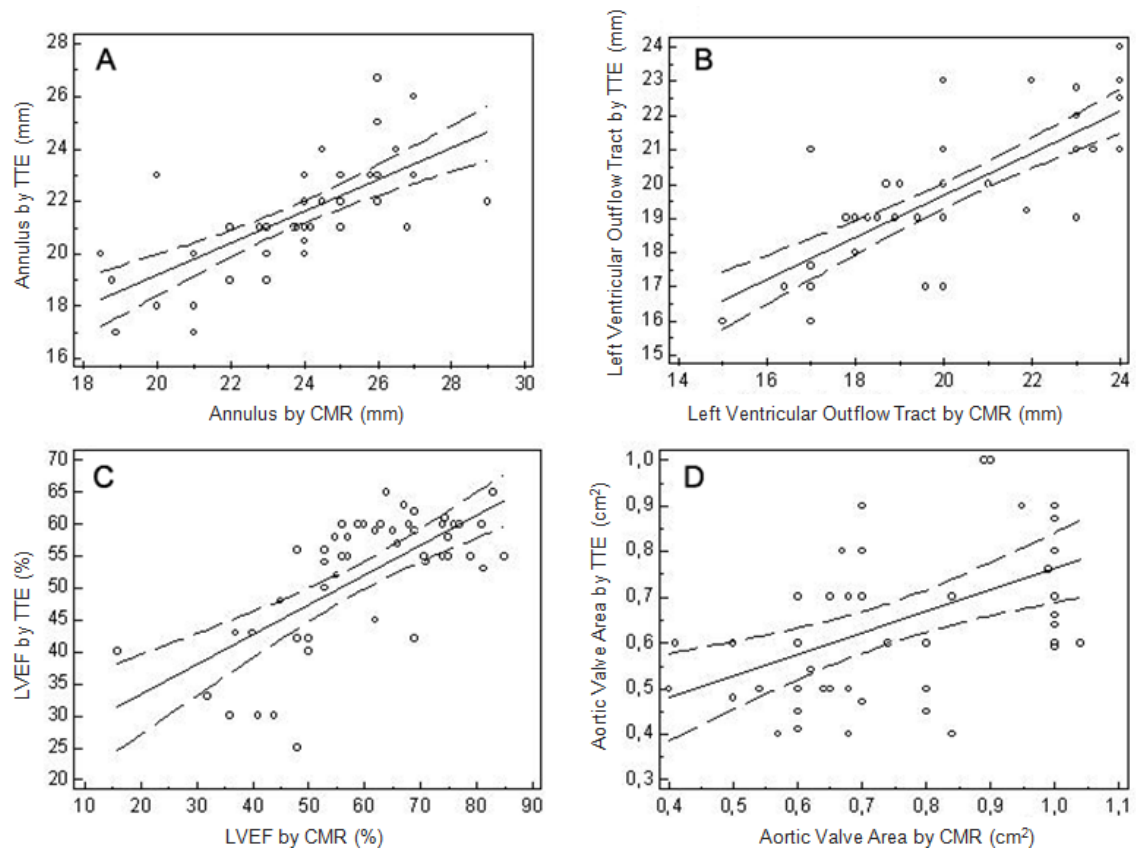 A
Annulus by TTE (mm)
28
26
24
22
20
18
16
18 20 22 24 26 28 30
Annulus by CMR (mm)
B
Left Ventricular Outflow Tract by TTE (mm)
24
23
22
21
20
19
18
17
16
15
14 16 18 20 22 24
Left Ventricular Outflow Tract by CMR (mm)
C
LVEF by TTE (%)
70
65
60
55
50
45
40
35
30
25
20
10 20 30 40 50 60 70 80 90
LVEF by CMR (%)
D
Aortic Valve Area by TTE (cm²)
1,0
0,9
0,8
0,7
0,6
0,5
0,4
0,3
0,4 0,5 0,6 0,7 0,8 0,9 1,0 1,1
Aortic Valve Area by CMR (cm²)